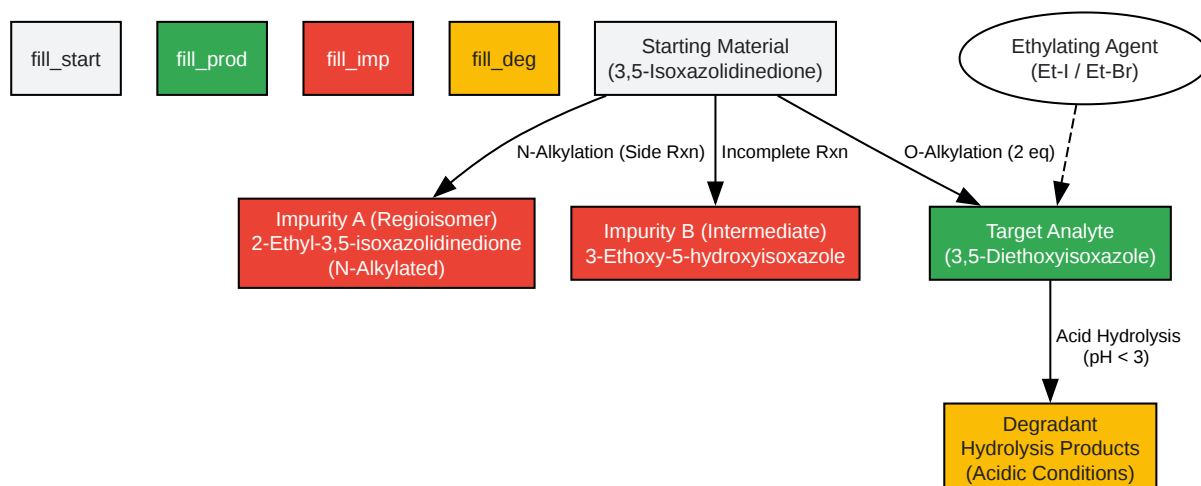 fill_start
fill_prod
fill_imp
fill_deg
Starting Material
(3,5-Isoxazolidinedione)
Ethylating Agent
(Et-I / Et-Br)
N-Alkylation (Side Rxn)
Incomplete Rxn
O-Alkylation (2 eq)
Impurity A (Regioisomer)
2-Ethyl-3,5-isoxazolidinedione
(N-Alkylated)
Impurity B (Intermediate)
3-Ethoxy-5-hydroxyisoxazole
Target Analyte
(3,5-Diethoxyisoxazole)
Acid Hydrolysis
(pH < 3)
Degradant
Hydrolysis Products
(Acidic Conditions)